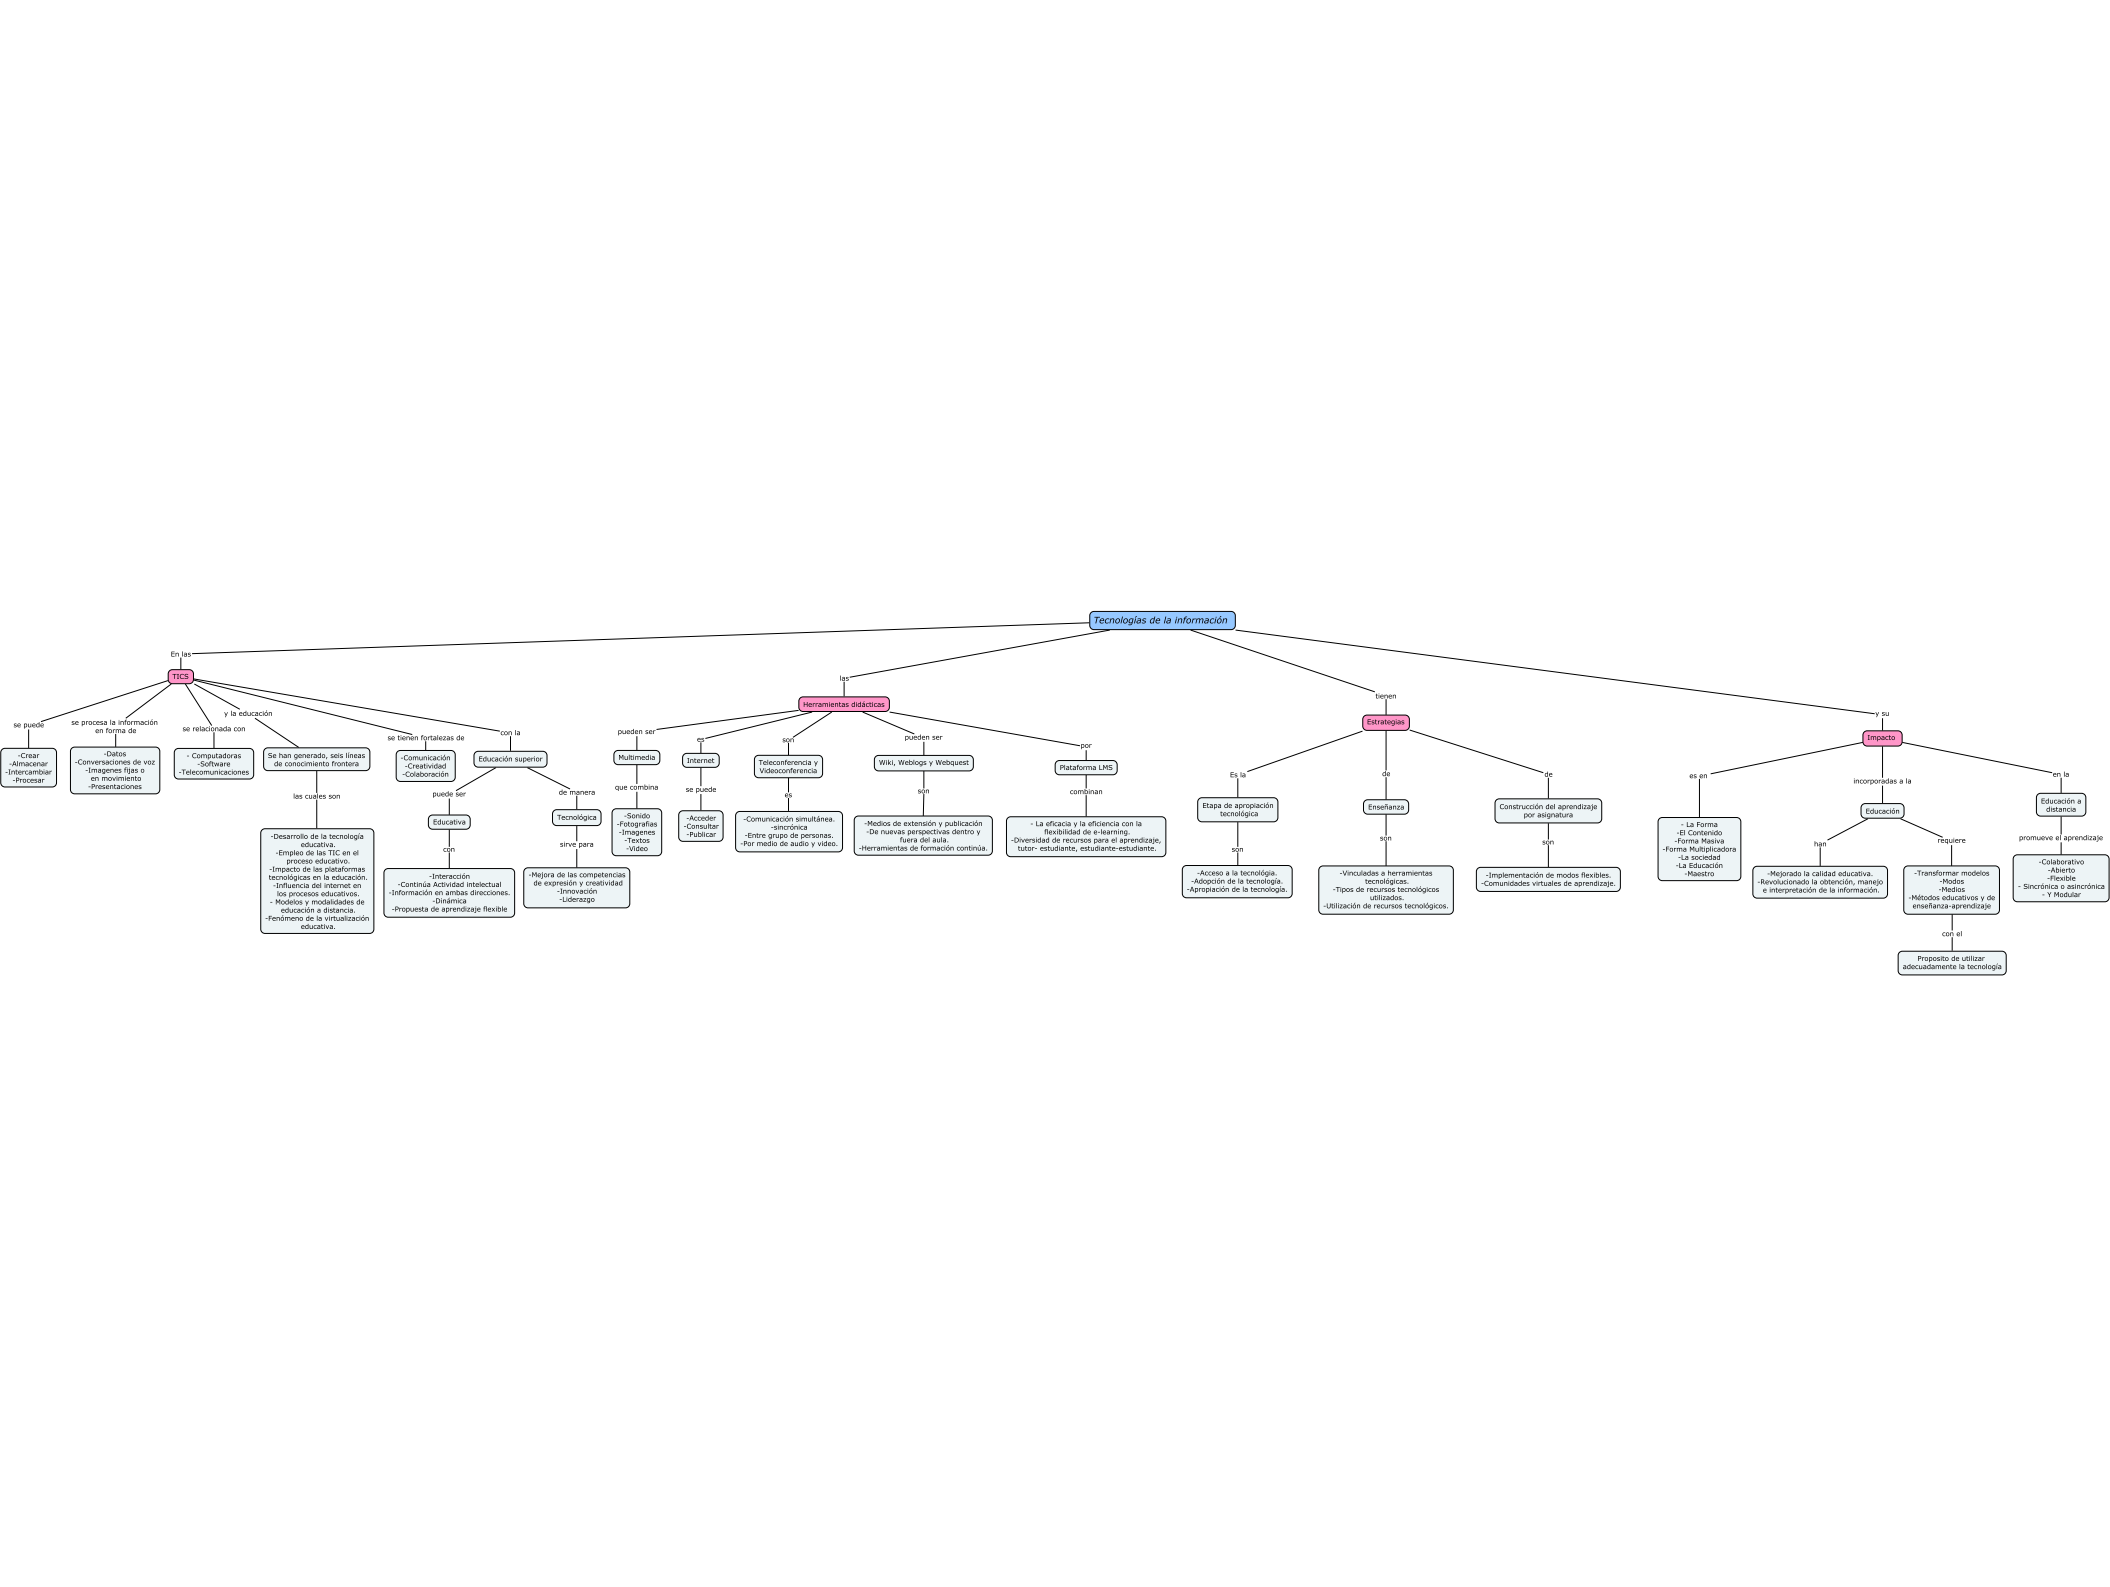 Tecnologías de la información
En las
TICS
se puede
-Crear
-Almacenar
-Intercambiar
-Procesar
se procesa la información
en forma de
-Datos
-Conversaciones de voz
-Imagenes fijas o
en movimiento
-Presentaciones
se relacionada con
- Computadoras
-Software
-Telecomunicaciones
y la educación
Se han generado, seis líneas
de conocimiento frontera
las cuales son
-Desarrollo de la tecnología
educativa.
-Empleo de las TIC en el
proceso educativo.
-Impacto de las plataformas
tecnológicas en la educación.
-Influencia del internet en
los procesos educativos.
- Modelos y modalidades de
educación a distancia.
-Fenómeno de la virtualización
educativa.
se tienen fortalezas de
-Comunicación
-Creatividad
-Colaboración
con la
Educación superior
puede ser
Educativa
con
-Interacción
-Continúa Actividad intelectual
-Información en ambas direcciones.
-Dinámica
-Propuesta de aprendizaje flexible
de manera
Tecnológica
sirve para
-Mejora de las competencias
de expresión y creatividad
-Innovación
-Liderazgo
las
Herramientas didácticas
pueden ser
Multimedia
que combina
-Sonido
-Fotografías
-Imagenes
-Textos
-Video
es
Internet
se puede
-Acceder
-Consultar
-Publicar
son
Teleconferencia y
Videoconferencia
es
-Comunicación simultánea.
-sincrónica
-Entre grupo de personas.
-Por medio de audio y video.
pueden ser
Wiki, Weblogs y Webquest
son
-Medios de extensión y publicación
-De nuevas perspectivas dentro y
fuera del aula.
-Herramientas de formación continúa.
por
Plataforma LMS
combinan
- La eficacia y la eficiencia con la
flexibilidad de e-learning.
-Diversidad de recursos para el aprendizaje,
tutor- estudiante, estudiante-estudiante.
tienen
Estrategias
Es la
Etapa de apropiación
tecnológica
son
-Acceso a la tecnológia.
-Adopción de la tecnología.
-Apropiación de la tecnología.
de
Enseñanza
son
-Vinculadas a herramientas
tecnológicas.
-Tipos de recursos tecnológicos
utilizados.
-Utilización de recursos tecnológicos.
de
Construcción del aprendizaje
por asignatura
son
-Implementación de modos flexibles.
-Comunidades virtuales de aprendizaje.
y su
Impacto
es en
- La Forma
-El Contenido
-Forma Masiva
-Forma Multiplicadora
-La sociedad
-La Educación
-Maestro
incorporadas a la
Educación
han
-Mejorado la calidad educativa.
-Revolucionado la obtención, manejo
e interpretación de la información.
requiere
-Transformar modelos
-Modos
-Medios
-Métodos educativos y de
enseñanza-aprendizaje
con el
Proposito de utilizar
adecuadamente la tecnología
en la
Educación a
distancia
promueve el aprendizaje
-Colaborativo
-Abierto
-Flexible
- Sincrónica o asincrónica
- Y Modular